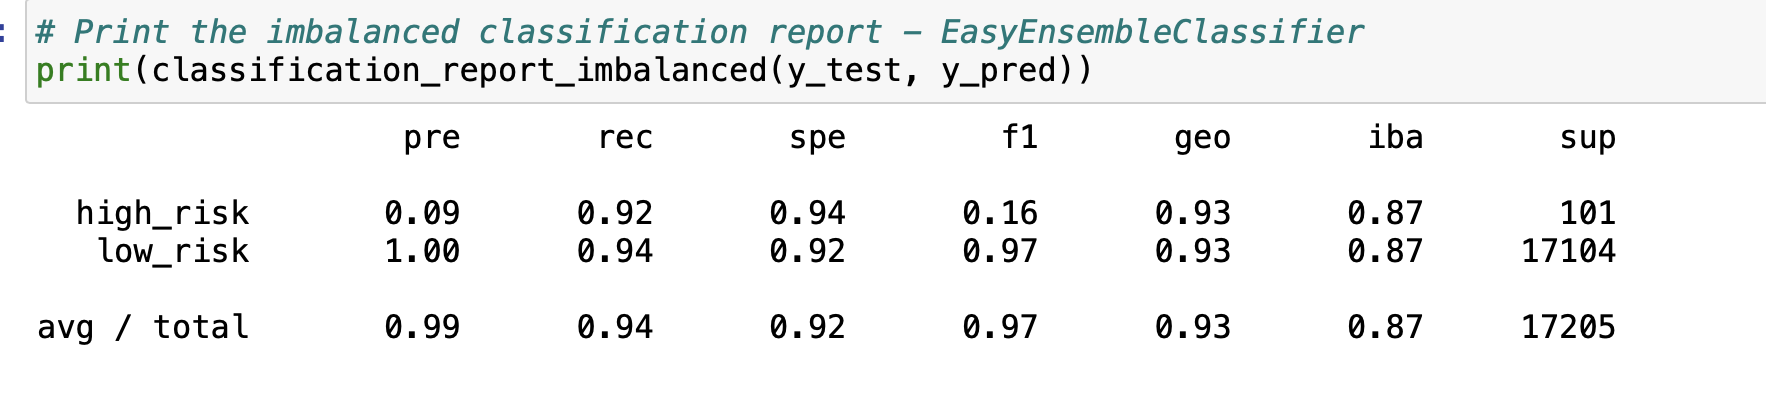 :
# Print the imbalanced classification report - EasyEnsembleClassifier
print(classification_report_imbalanced(y_test, y_pred))
pre rec spe f1 geo iba sup
high_risk 0.09 0.92 0.94 0.16 0.93 0.87 101
low_risk 1.00 0.94 0.92 0.97 0.93 0.87 17104
avg / total 0.99 0.94 0.92 0.97 0.93 0.87 17205